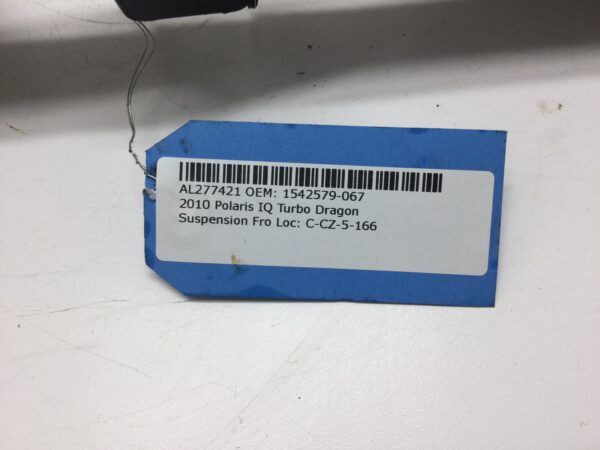 AL277421 OEM: 1542579-067
2010 Polaris IQ Turbo Dragon
Suspension Fro Loc: C-CZ-5-166